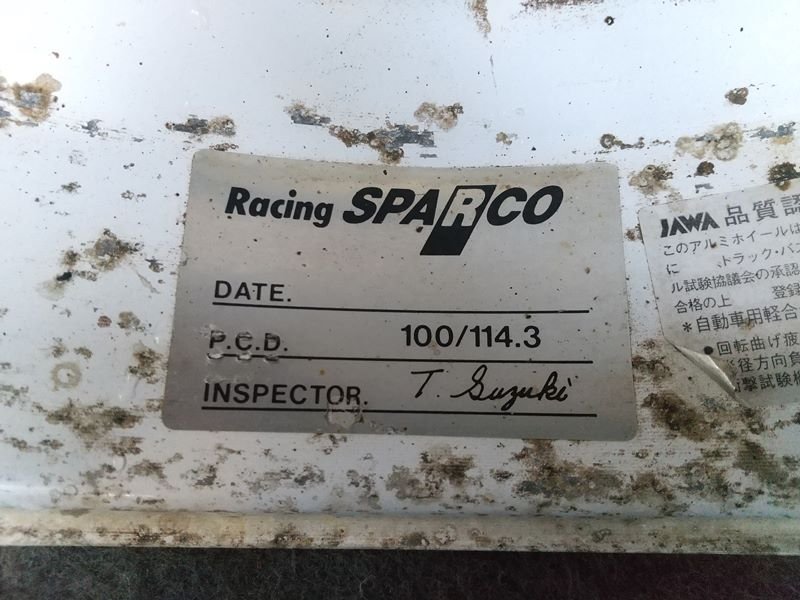 Racing SPARCO
DATE.
P.C.D. 100/114.3
INSPECTOR. T. Suzuki
JAWA 品質認
このアルミホイールは
に トラック・バ
ル試験協議会の承認
合格の上 登録
*自動車用軽合
●回転曲げ疲
径方向負
撃試験機